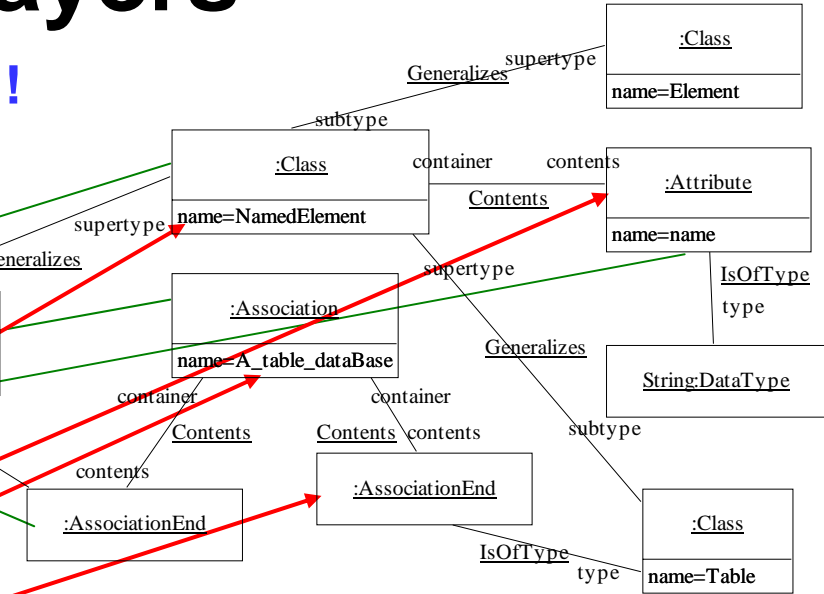 !
:Class
supertype
Generalizes
name=Element
subtype
:Class
container
contents
:Attribute
Contents
name=NamedElement
supertype
name=name
supertype
IsOfType
:Association
type
Generalizes
name=A_table_dataBase
String:DataType
container
container
Contents
Contents
contents
subtype
contents
:AssociationEnd
:AssociationEnd
:Class
IsOfType
type
name=Table